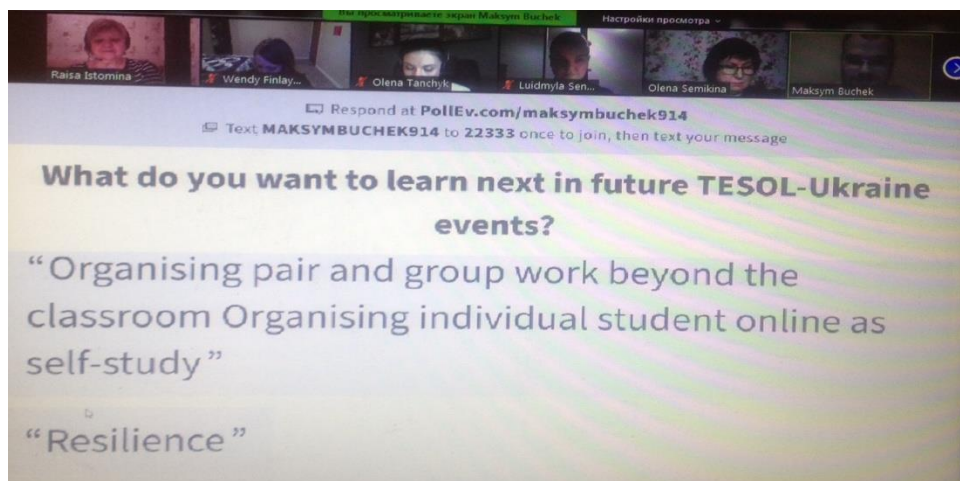 Вы просматриваете экран Maksym Buchek
Настройки просмотра
Raisa Istomina
Wendy Finlay...
Olena Tanchyk
Luidmyla Sen...
Olena Semikina
Maksym Buchek
Respond at PollEv.com/maksymbuchek914
Text MAKSYMBUCHEK914 to 22333 once to join, then text your message
What do you want to learn next in future TESOL-Ukraine
events?
“Organising pair and group work beyond the
classroom Organising individual student online as
self-study”
“Resilience”